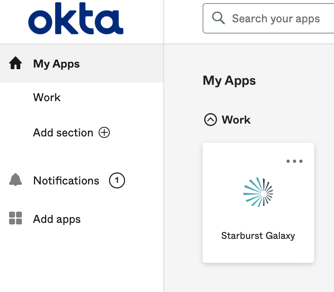 okta
Search your apps
My Apps
Work
Add section
Notifications 1
Add apps
My Apps
Work
Starburst Galaxy